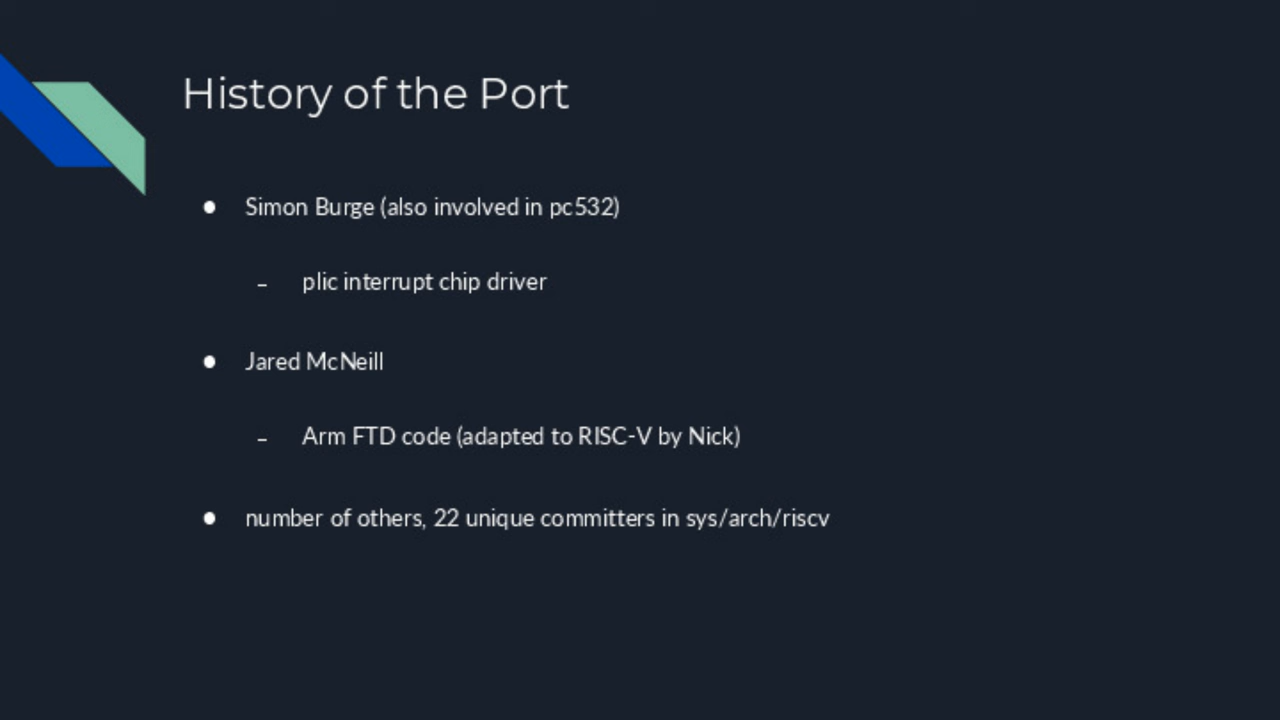 History of the Port
● Simon Burge (also involved in pc532)
– plic interrupt chip driver
● Jared McNeill
– Arm FTD code (adapted to RISC-V by Nick)
● number of others, 22 unique committers in sys/arch/riscv